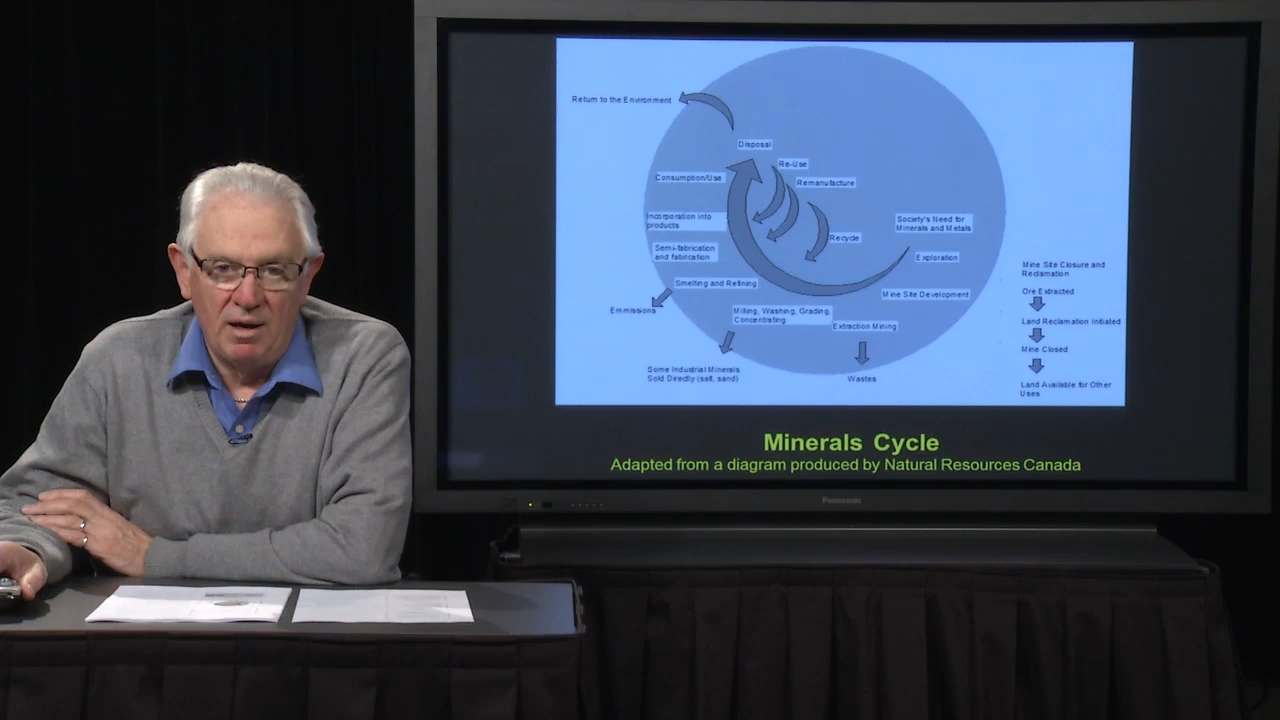 Return to the Environment
Disposal
Re-Use
Remanufacture
Consumption/Use
Incorporation into
products
Recycle
Society's Need for
Minerals and Metals
Semi-fabrication
and fabrication
Exploration
Smelting and Refining
Mine Site Development
Emmissions
Milling, Washing, Grading,
Concentrating
Extraction Mining
Some Industrial Minerals
Sold Directly (salt, sand)
Wastes
Mine Site Closure and
Reclamation
Ore Extracted
Land Reclamation Initiated
Mine Closed
Land Available for Other
Uses
Minerals Cycle
Adapted from a diagram produced by Natural Resources Canada
Panasonic